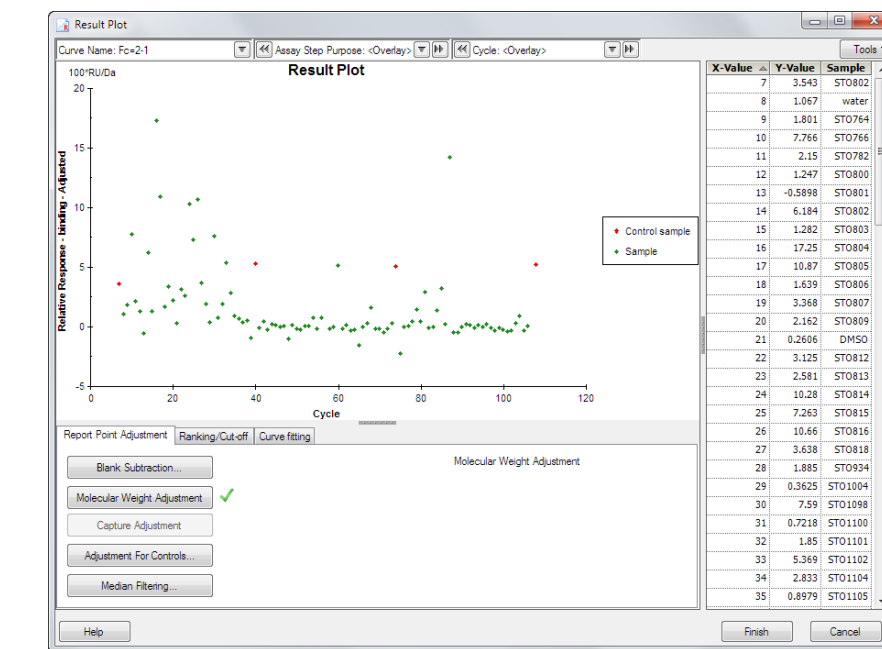 Result Plot
Curve Name: Fc=2-1
Assay Step Purpose: <Overlay>
Cycle: <Overlay>
Tools
100*RU/Da
Result Plot
20
15
10
5
0
-5
Relative Response - binding - Adjusted
0 20 40 60 80 100 120
Cycle
Control sample
Sample
X-Value Y-Value Sample
7 3.543 STO802
8 1.067 water
9 1.801 STO764
10 7.766 STO766
11 2.15 STO782
12 1.247 STO800
13 -0.5898 STO801
14 6.184 STO802
15 1.282 STO803
16 17.25 STO804
17 10.87 STO805
18 1.639 STO806
19 3.368 STO807
20 2.162 STO809
21 0.2606 DMSO
22 3.125 STO812
23 2.581 STO813
24 10.28 STO814
25 7.263 STO815
26 10.66 STO816
27 3.638 STO818
28 1.885 STO934
29 0.3625 STO1004
30 7.59 STO1098
31 0.7218 STO1100
32 1.85 STO1101
33 5.369 STO1102
34 2.833 STO1104
35 0.8979 STO1105
Report Point Adjustment
Ranking/Cut-off
Curve fitting
Blank Subtraction...
Molecular Weight Adjustment
Molecular Weight Adjustment
Capture Adjustment
Adjustment For Controls...
Median Filtering...
Help
Finish
Cancel